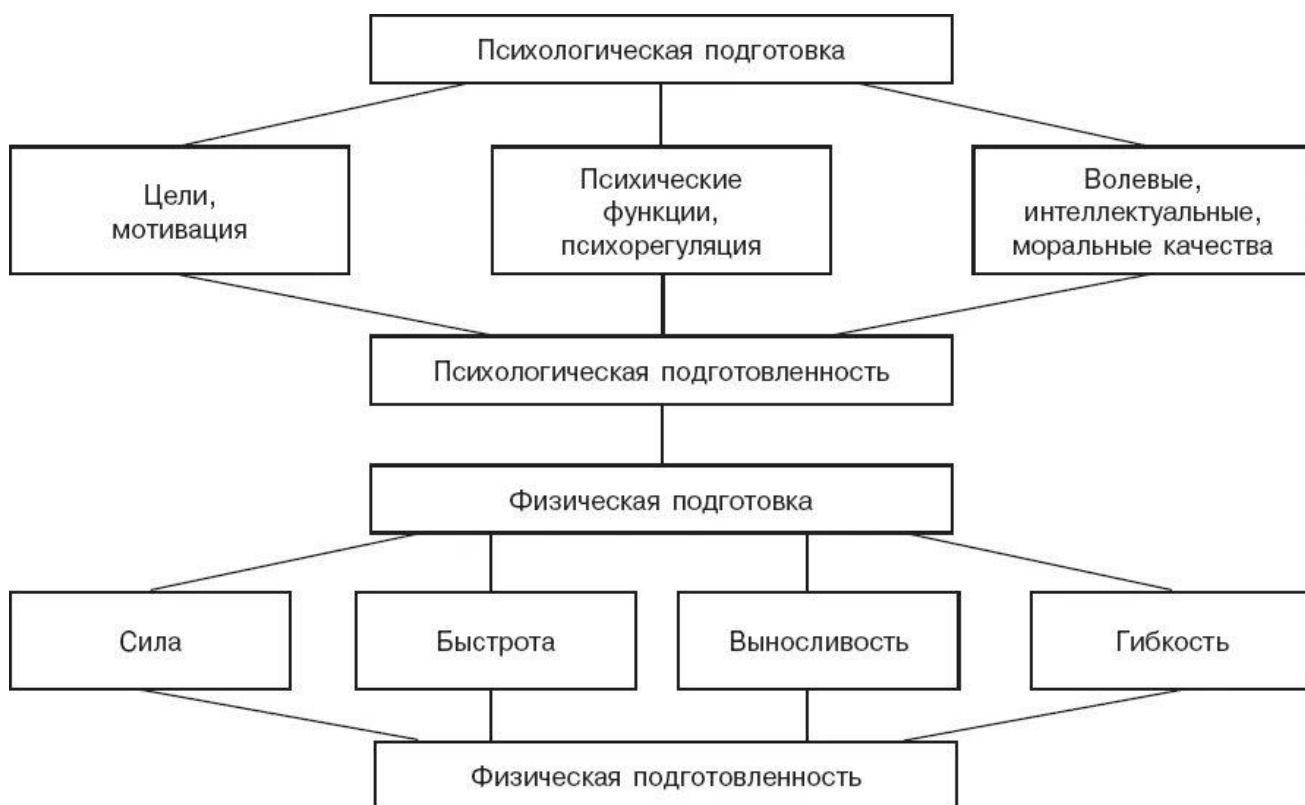 Психологическая подготовка
Цели,
мотивация
Психические
функции,
психорегуляция
Волевые,
интеллектуальные,
моральные качества
Психологическая подготовленность
Физическая подготовка
Сила
Быстрота
Выносливость
Гибкость
Физическая подготовленность